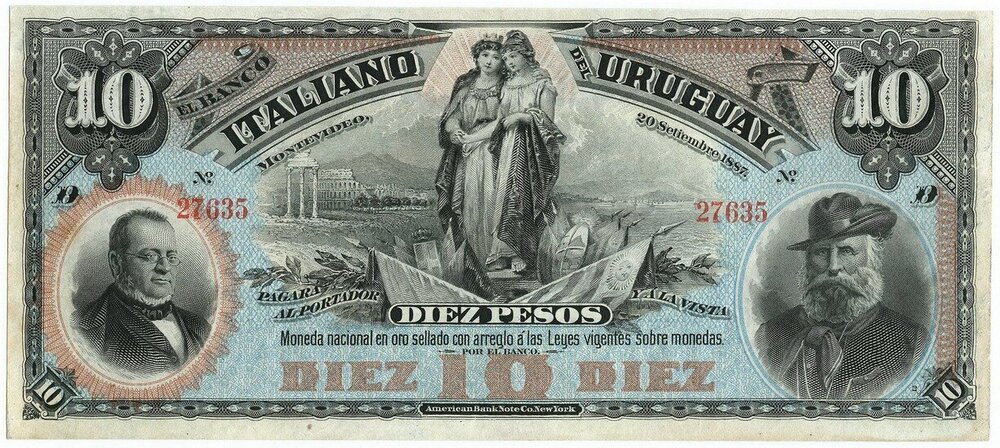 10 EL BANCO ITALIANO DEL URUGUAY 10
MONTEVIDEO, 20 Setiembre 1887.
Nº Nº
27635 27635
PAGARA Y A LA VISTA
AL PORTADOR
DIEZ PESOS
Moneda nacional en oro sellado con arreglo á las Leyes vigentes sobre monedas.
POR EL BANCO.
DIEZ 10 DIEZ
10 10
American Bank Note Co. New York